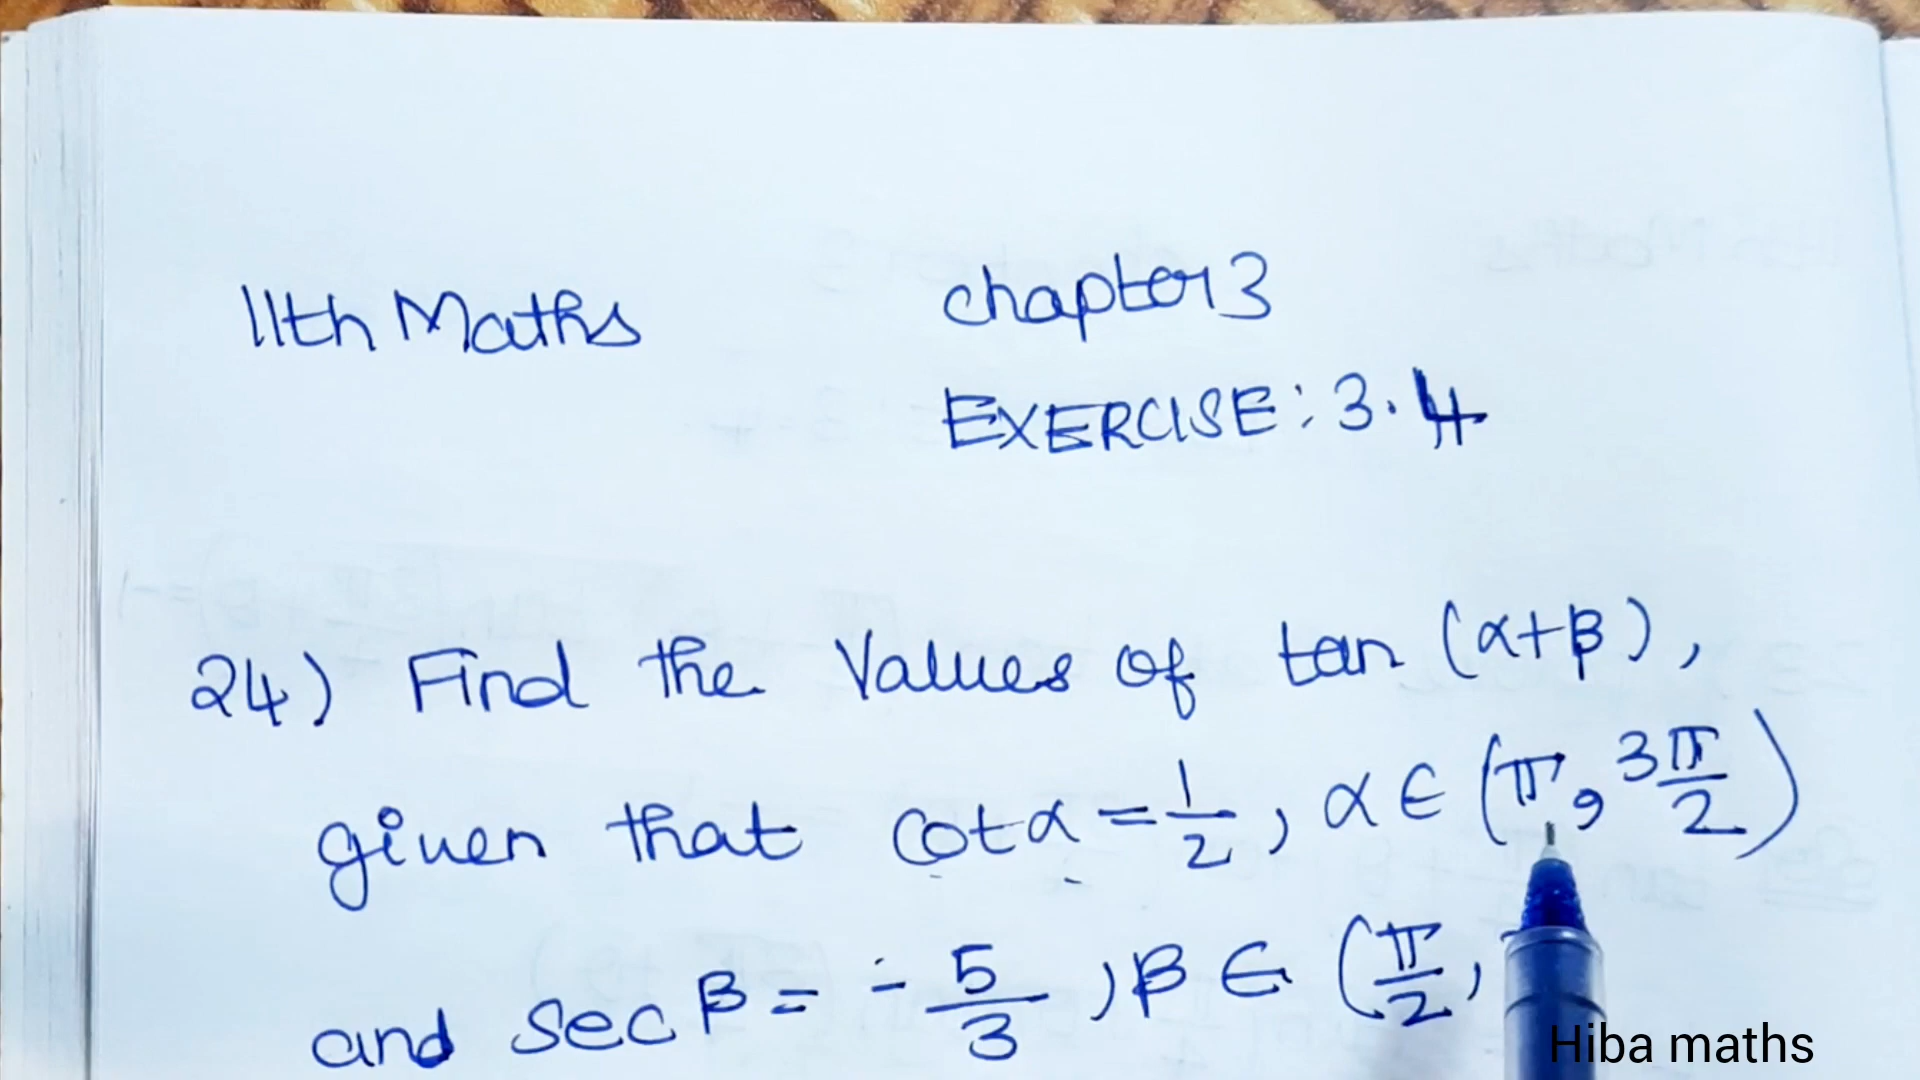 11th Maths
chapter 3
EXERCISE: 3.4
24) Find the Values of tan (α+β),
given that cot α = 1/2, α ∈ (π, 3π/2)
and sec β = - 5/3, β ∈ (π/2,
Hiba maths